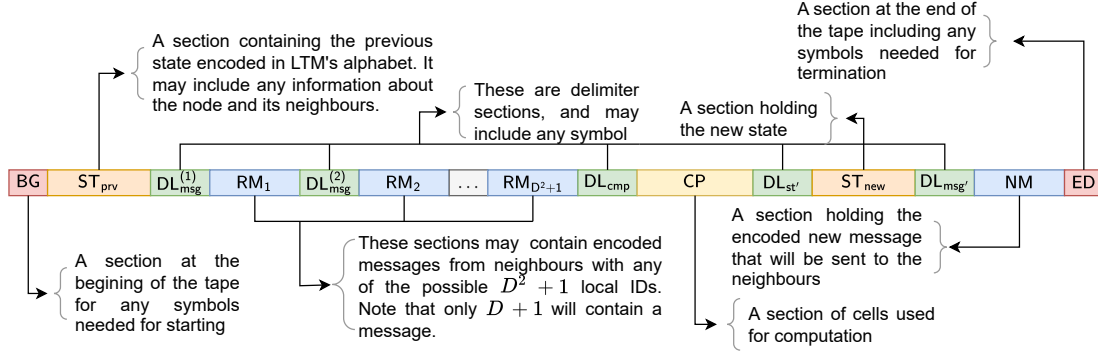 A section containing the previous
state encoded in LTM's alphabet. It
may include any information about
the node and its neighbours.
These are delimiter
sections, and may
include any symbol
A section holding
the new state
A section at the end of
the tape including any
symbols needed for
termination
BG ST_prv DL_msg^(1) RM_1 DL_msg^(2) RM_2 ... RM_{D^2+1} DL_cmp CP DL_st' ST_new DL_msg' NM ED
A section at the
begining of the tape
for any symbols
needed for starting
These sections may contain encoded
messages from neighbours with any
of the possible D^2 + 1 local IDs.
Note that only D + 1 will contain a
message.
A section holding the
encoded new message
that will be sent to the
neighbours
A section of cells used
for computation